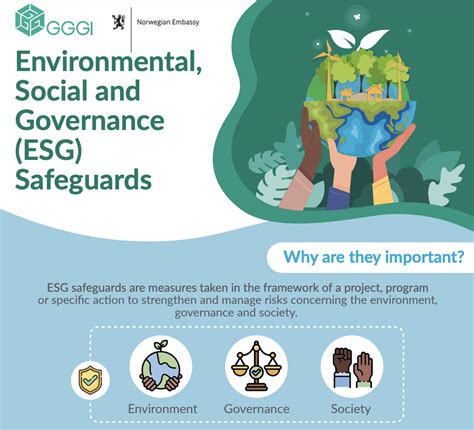 GGGI
Norwegian Embassy
Environmental,
Social and
Governance
(ESG)
Safeguards
Why are they important?
ESG safeguards are measures taken in the framework of a project, program
or specific action to strengthen and manage risks concerning the environment,
governance and society.
Environment
Governance
Society